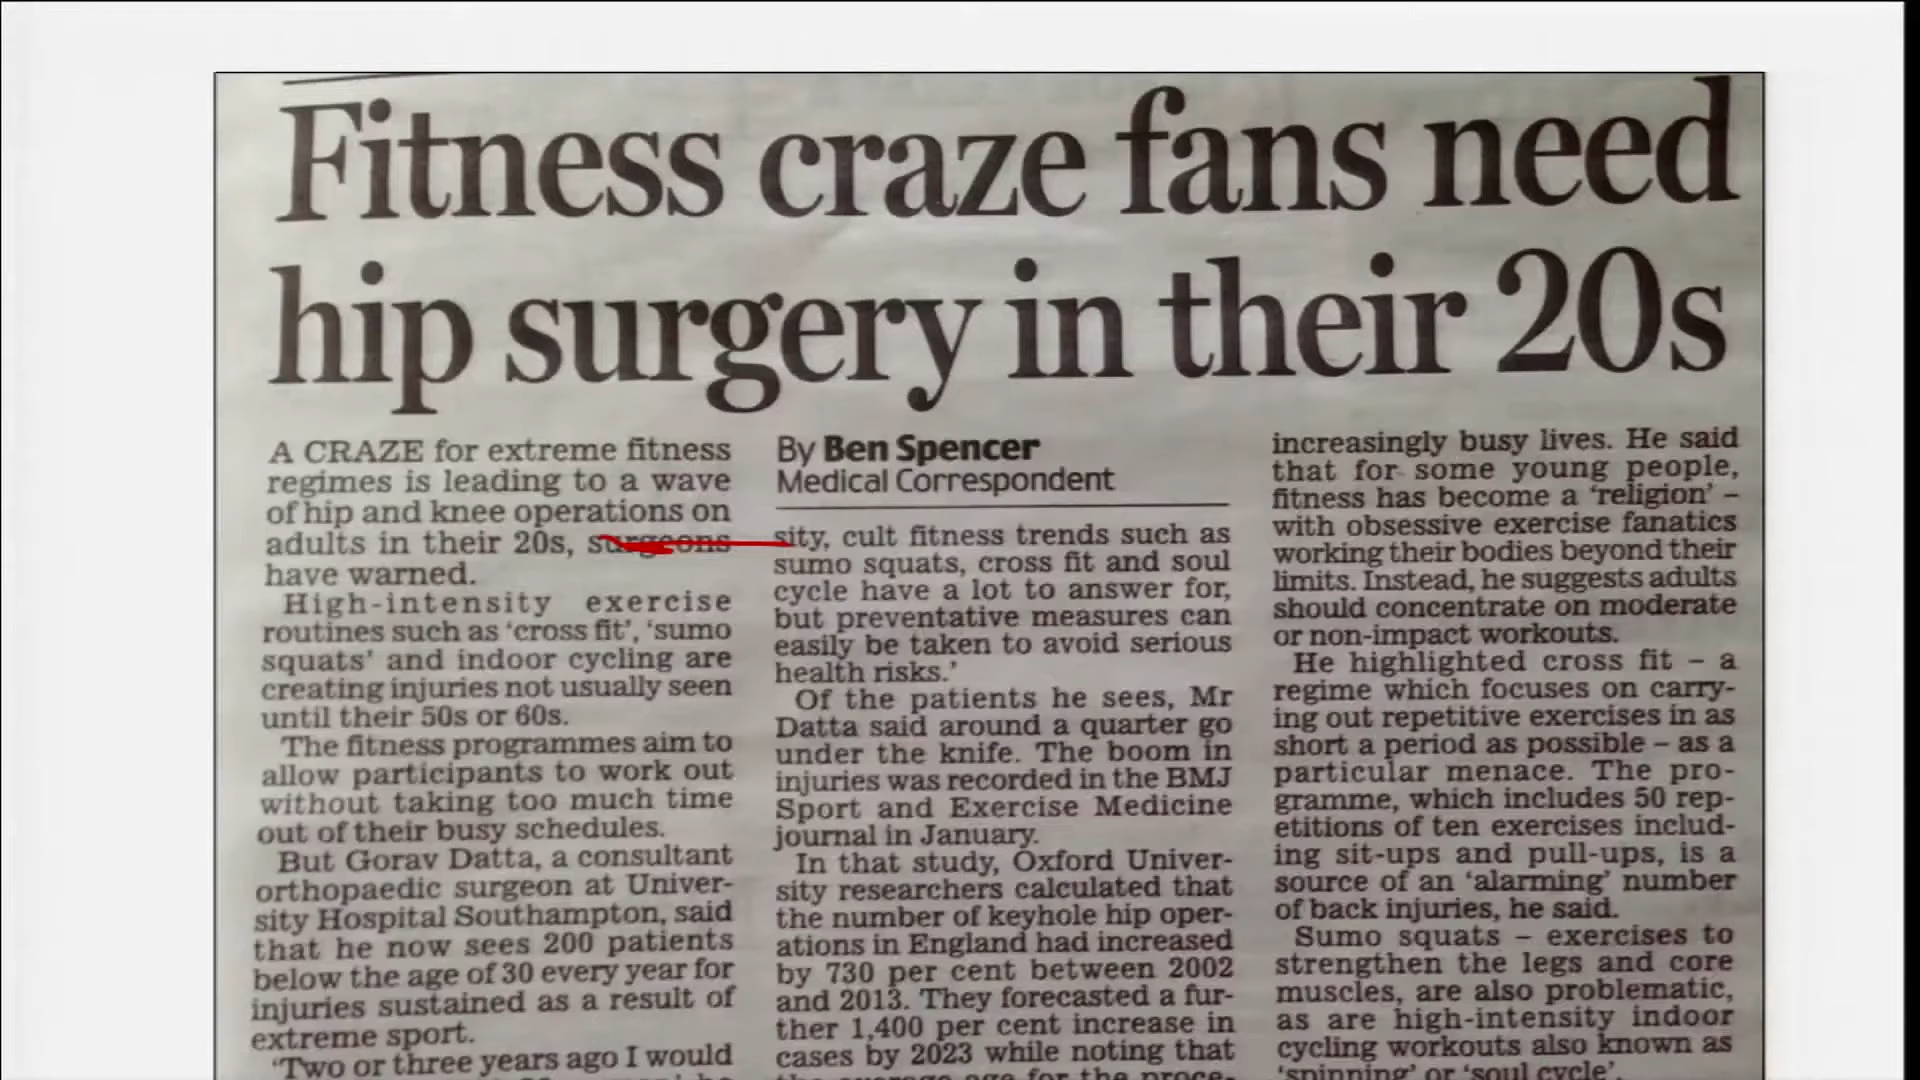 Fitness craze fans need
hip surgery in their 20s
A CRAZE for extreme fitness
regimes is leading to a wave
of hip and knee operations on
adults in their 20s, surgeons
have warned.
High-intensity exercise
routines such as ‘cross fit’, ‘sumo
squats’ and indoor cycling are
creating injuries not usually seen
until their 50s or 60s.
The fitness programmes aim to
allow participants to work out
without taking too much time
out of their busy schedules.
But Gorav Datta, a consultant
orthopaedic surgeon at Univer-
sity Hospital Southampton, said
that he now sees 200 patients
below the age of 30 every year for
injuries sustained as a result of
extreme sport.
‘Two or three years ago I would
By Ben Spencer
Medical Correspondent
sity, cult fitness trends such as
sumo squats, cross fit and soul
cycle have a lot to answer for,
but preventative measures can
easily be taken to avoid serious
health risks.’
Of the patients he sees, Mr
Datta said around a quarter go
under the knife. The boom in
injuries was recorded in the BMJ
Sport and Exercise Medicine
journal in January.
In that study, Oxford Univer-
sity researchers calculated that
the number of keyhole hip oper-
ations in England had increased
by 730 per cent between 2002
and 2013. They forecasted a fur-
ther 1,400 per cent increase in
cases by 2023 while noting that
increasingly busy lives. He said
that for some young people,
fitness has become a ‘religion’ –
with obsessive exercise fanatics
working their bodies beyond their
limits. Instead, he suggests adults
should concentrate on moderate
or non-impact workouts.
He highlighted cross fit – a
regime which focuses on carry-
ing out repetitive exercises in as
short a period as possible – as a
particular menace. The pro-
gramme, which includes 50 rep-
etitions of ten exercises includ-
ing sit-ups and pull-ups, is a
source of an ‘alarming’ number
of back injuries, he said.
Sumo squats – exercises to
strengthen the legs and core
muscles, are also problematic,
as are high-intensity indoor
cycling workouts also known as
‘spinning’ or ‘soul cycle’.